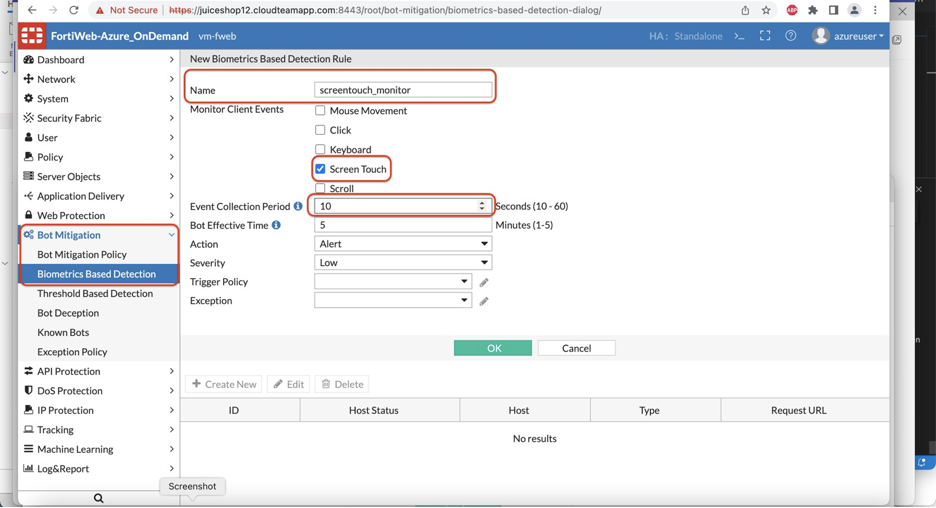 Not Secure | https://juiceshop12.cloudteamapp.com:8443/root/bot-mitigation/biometrics-based-detection-dialog/
ABP
FortiWeb-Azure_OnDemand vm-fweb HA: Standalone >_ azureuser
Dashboard
Network
System
Security Fabric
User
Policy
Server Objects
Application Delivery
Web Protection
Bot Mitigation
Bot Mitigation Policy
Biometrics Based Detection
Threshold Based Detection
Bot Deception
Known Bots
Exception Policy
API Protection
DoS Protection
IP Protection
Tracking
Machine Learning
Log&Report
New Biometrics Based Detection Rule
Name screentouch_monitor
Monitor Client Events Mouse Movement
Click
Keyboard
Screen Touch
Scroll
Event Collection Period 10 Seconds (10 - 60)
Bot Effective Time 5 Minutes (1-5)
Action Alert
Severity Low
Trigger Policy
Exception
OK Cancel
+ Create New Edit Delete
ID Host Status Host Type Request URL
No results
Screenshot